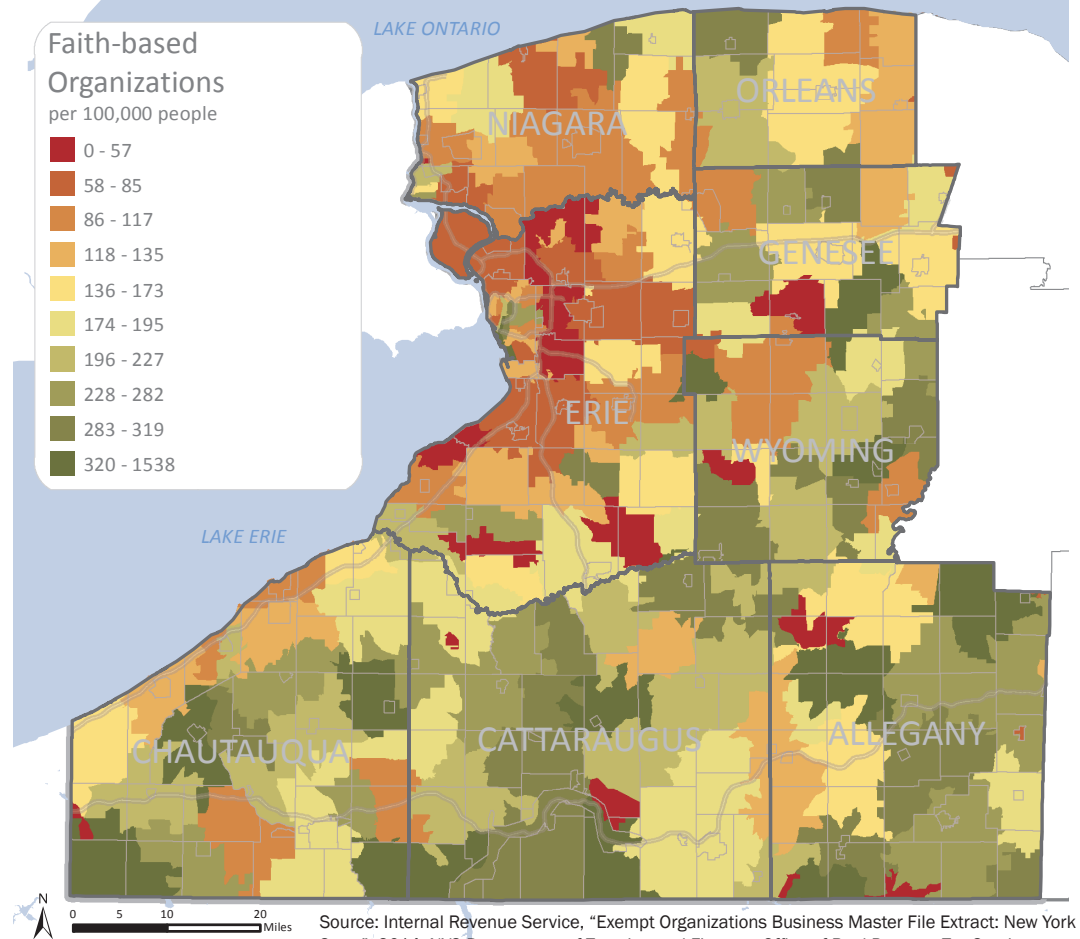 Faith-based
Organizations
per 100,000 people
0 - 57
58 - 85
86 - 117
118 - 135
136 - 173
174 - 195
196 - 227
228 - 282
283 - 319
320 - 1538
LAKE ONTARIO
NIAGARA
ORLEANS
GENESEE
ERIE
WYOMING
LAKE ERIE
CHAUTAUQUA
CATTARAUGUS
ALLEGANY
N
0 5 10 20
Miles
Source: Internal Revenue Service, “Exempt Organizations Business Master File Extract: New York